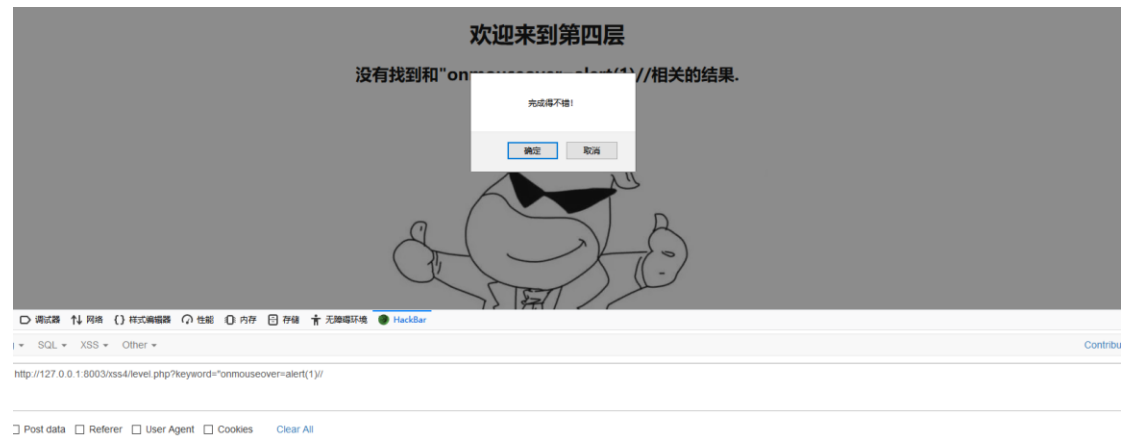 欢迎来到第四层
没有找到和"onmouseover=alert(1)//相关的结果.
完成得不错!
确定 取消
调试器 网络 {} 样式编辑器 性能 内存 存储 无障碍环境 HackBar
SQL XSS Other Contribu
http://127.0.0.1:8003/xss4/level.php?keyword="onmouseover=alert(1)//
Post data Referer User Agent Cookies Clear All